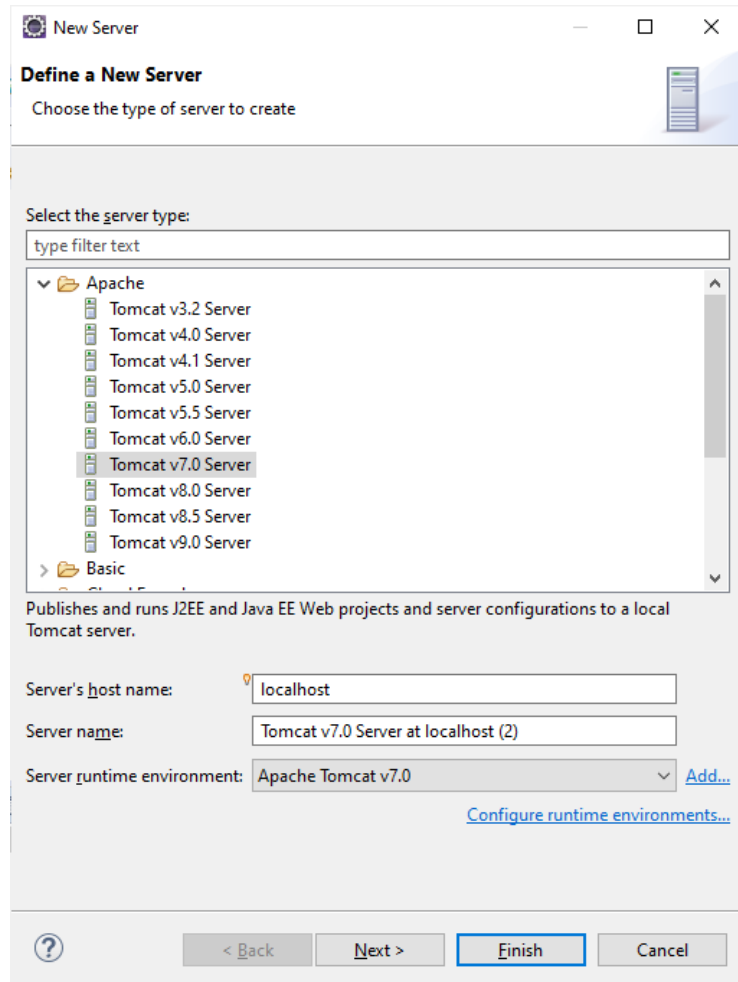 New Server
Define a New Server
Choose the type of server to create
Select the server type:
type filter text
Apache
Tomcat v3.2 Server
Tomcat v4.0 Server
Tomcat v4.1 Server
Tomcat v5.0 Server
Tomcat v5.5 Server
Tomcat v6.0 Server
Tomcat v7.0 Server
Tomcat v8.0 Server
Tomcat v8.5 Server
Tomcat v9.0 Server
Basic
Publishes and runs J2EE and Java EE Web projects and server configurations to a local
Tomcat server.
Server's host name: localhost
Server name: Tomcat v7.0 Server at localhost (2)
Server runtime environment: Apache Tomcat v7.0 Add...
Configure runtime environments...
? < Back Next > Finish Cancel